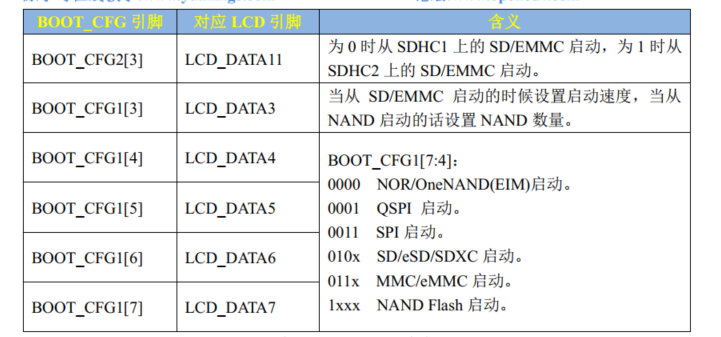 BOOT_CFG 引脚 对应 LCD 引脚 含义
BOOT_CFG2[3] LCD_DATA11 为 0 时从 SDHC1 上的 SD/EMMC 启动，为 1 时从
SDHC2 上的 SD/EMMC 启动。
BOOT_CFG1[3] LCD_DATA3 当从 SD/EMMC 启动的时候设置启动速度，当从
NAND 启动的话设置 NAND 数量。
BOOT_CFG1[4] LCD_DATA4
BOOT_CFG1[5] LCD_DATA5
BOOT_CFG1[6] LCD_DATA6
BOOT_CFG1[7] LCD_DATA7
BOOT_CFG1[7:4]：
0000 NOR/OneNAND(EIM)启动。
0001 QSPI 启动。
0011 SPI 启动。
010x SD/eSD/SDXC 启动。
011x MMC/eMMC 启动。
1xxx NAND Flash 启动。